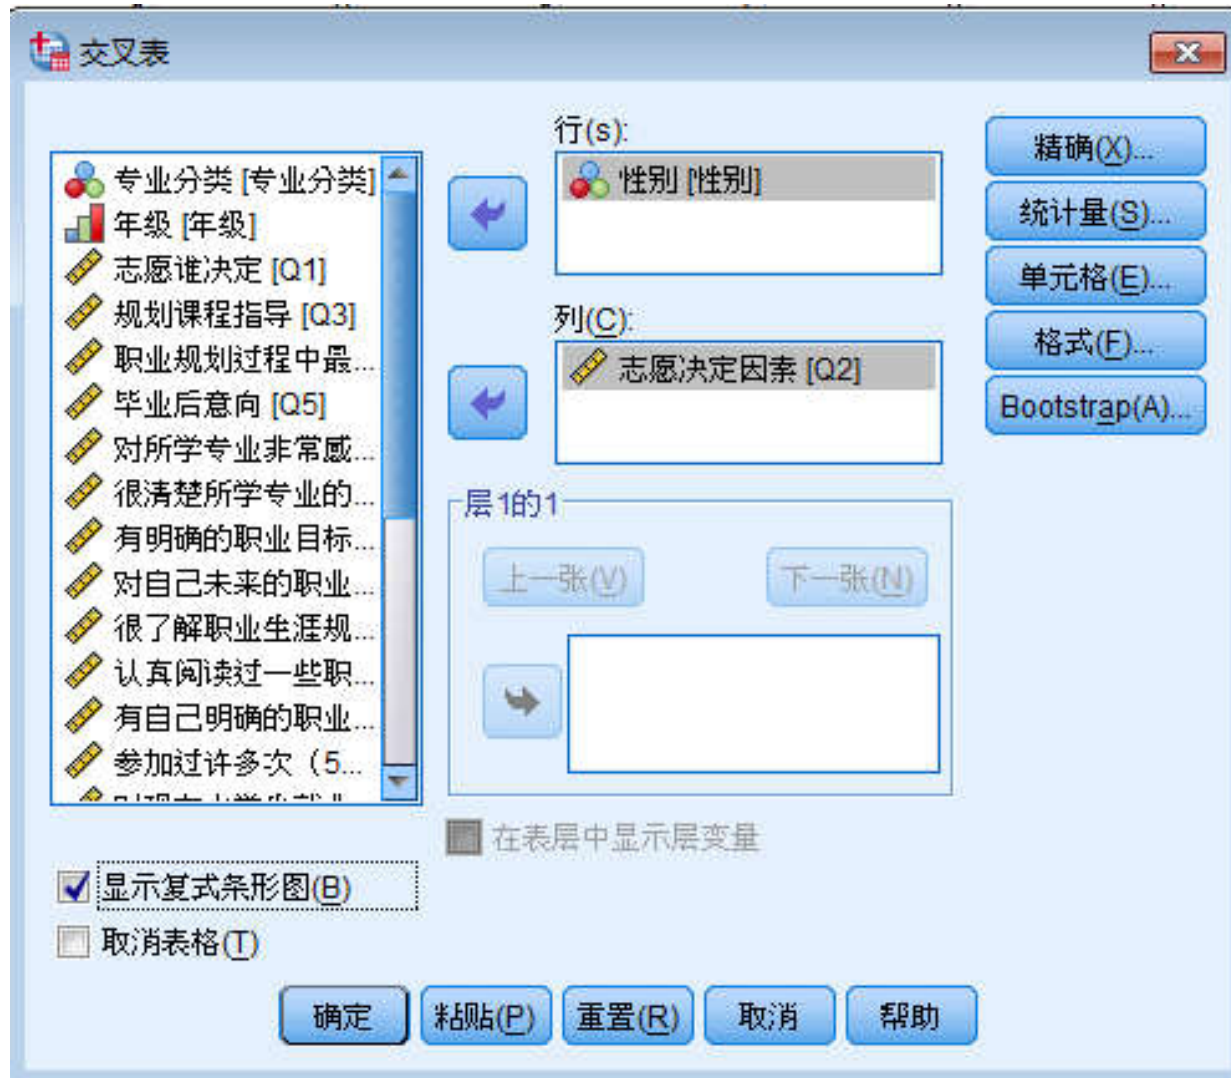 交叉表
专业分类 [专业分类]
年级 [年级]
志愿谁决定 [Q1]
规划课程指导 [Q3]
职业规划过程中最...
毕业后意向 [Q5]
对所学专业非常感...
很清楚所学专业的...
有明确的职业目标...
对自己未来的职业...
很了解职业生涯规...
认真阅读过一些职...
有自己明确的职业...
参加过许多次（5...
行(s):
性别 [性别]
列(C):
志愿决定因素 [Q2]
层1的1
上一张(V)
下一张(N)
在表层中显示层变量
精确(X)...
统计量(S)...
单元格(E)...
格式(F)...
Bootstrap(A)...
显示复式条形图(B)
取消表格(T)
确定
粘贴(P)
重置(R)
取消
帮助